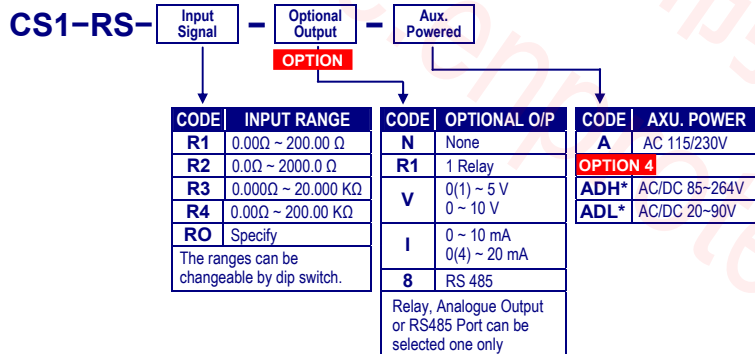 CS1-RS- Input Signal - Optional Output - Aux. Powered
OPTION
CODE INPUT RANGE
R1 0.00Ω ~ 200.00 Ω
R2 0.0Ω ~ 2000.0 Ω
R3 0.000Ω ~ 20.000 KΩ
R4 0.00Ω ~ 200.00 KΩ
RO Specify
The ranges can be
changeable by dip switch.
CODE OPTIONAL O/P
N None
R1 1 Relay
V 0(1) ~ 5 V
0 ~ 10 V
I 0 ~ 10 mA
0(4) ~ 20 mA
8 RS 485
Relay, Analogue Output
or RS485 Port can be
selected one only
CODE AXU. POWER
A AC 115/230V
OPTION 4
ADH* AC/DC 85~264V
ADL* AC/DC 20~90V